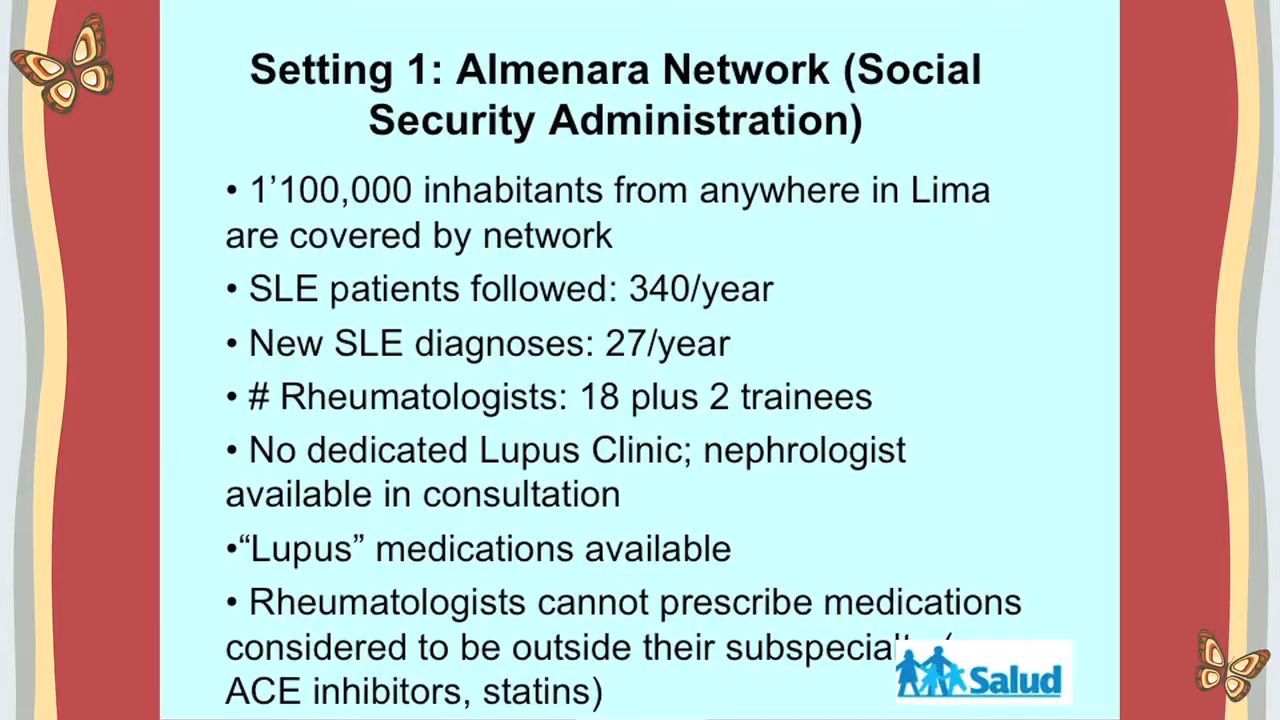 Setting 1: Almenara Network (Social
Security Administration)
• 1’100,000 inhabitants from anywhere in Lima
are covered by network
• SLE patients followed: 340/year
• New SLE diagnoses: 27/year
• # Rheumatologists: 18 plus 2 trainees
• No dedicated Lupus Clinic; nephrologist
available in consultation
•“Lupus” medications available
• Rheumatologists cannot prescribe medications
considered to be outside their
ACE inhibitors, statins)
Salud